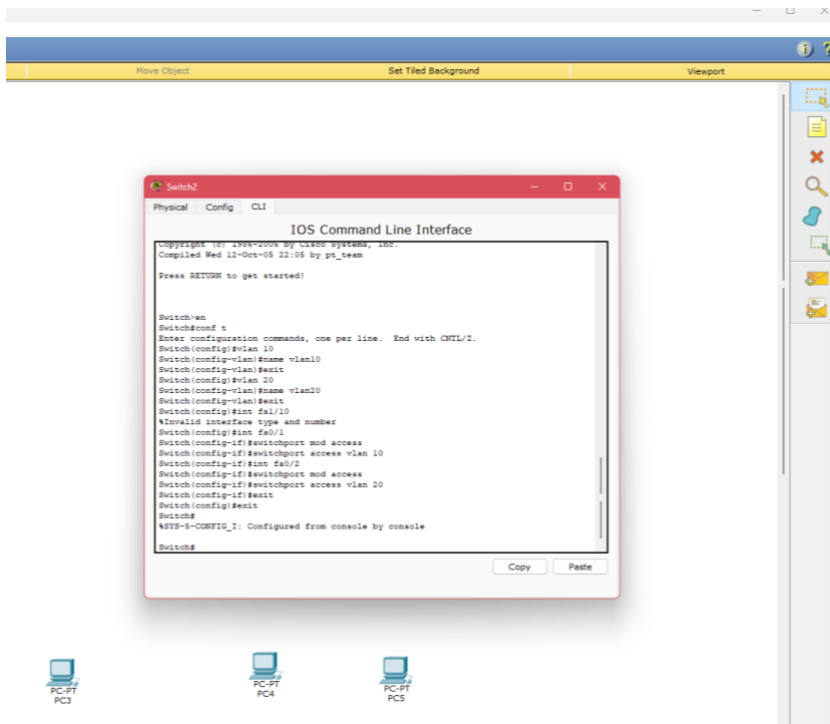 Move Object Set Tiled Background Viewport
Switch2
Physical Config CLI
IOS Command Line Interface
Copyright (c) 1986-2005 by Cisco Systems, Inc.
Compiled Wed 12-Oct-05 22:05 by pt_team
Press RETURN to get started!
Switch>en
Switch#conf t
Enter configuration commands, one per line.  End with CNTL/Z.
Switch(config)#vlan 10
Switch(config-vlan)#name vlan10
Switch(config-vlan)#exit
Switch(config)#vlan 20
Switch(config-vlan)#name vlan20
Switch(config-vlan)#exit
Switch(config)#int fa1/10
%Invalid interface type and number
Switch(config)#int fa0/1
Switch(config-if)#switchport mod access
Switch(config-if)#switchport access vlan 10
Switch(config-if)#int fa0/2
Switch(config-if)#switchport mod access
Switch(config-if)#switchport access vlan 20
Switch(config-if)#exit
Switch(config)#exit
Switch#
%SYS-5-CONFIG_I: Configured from console by console
Switch#
Copy Paste
PC-PT PC-PT PC-PT
PC3 PC4 PC5